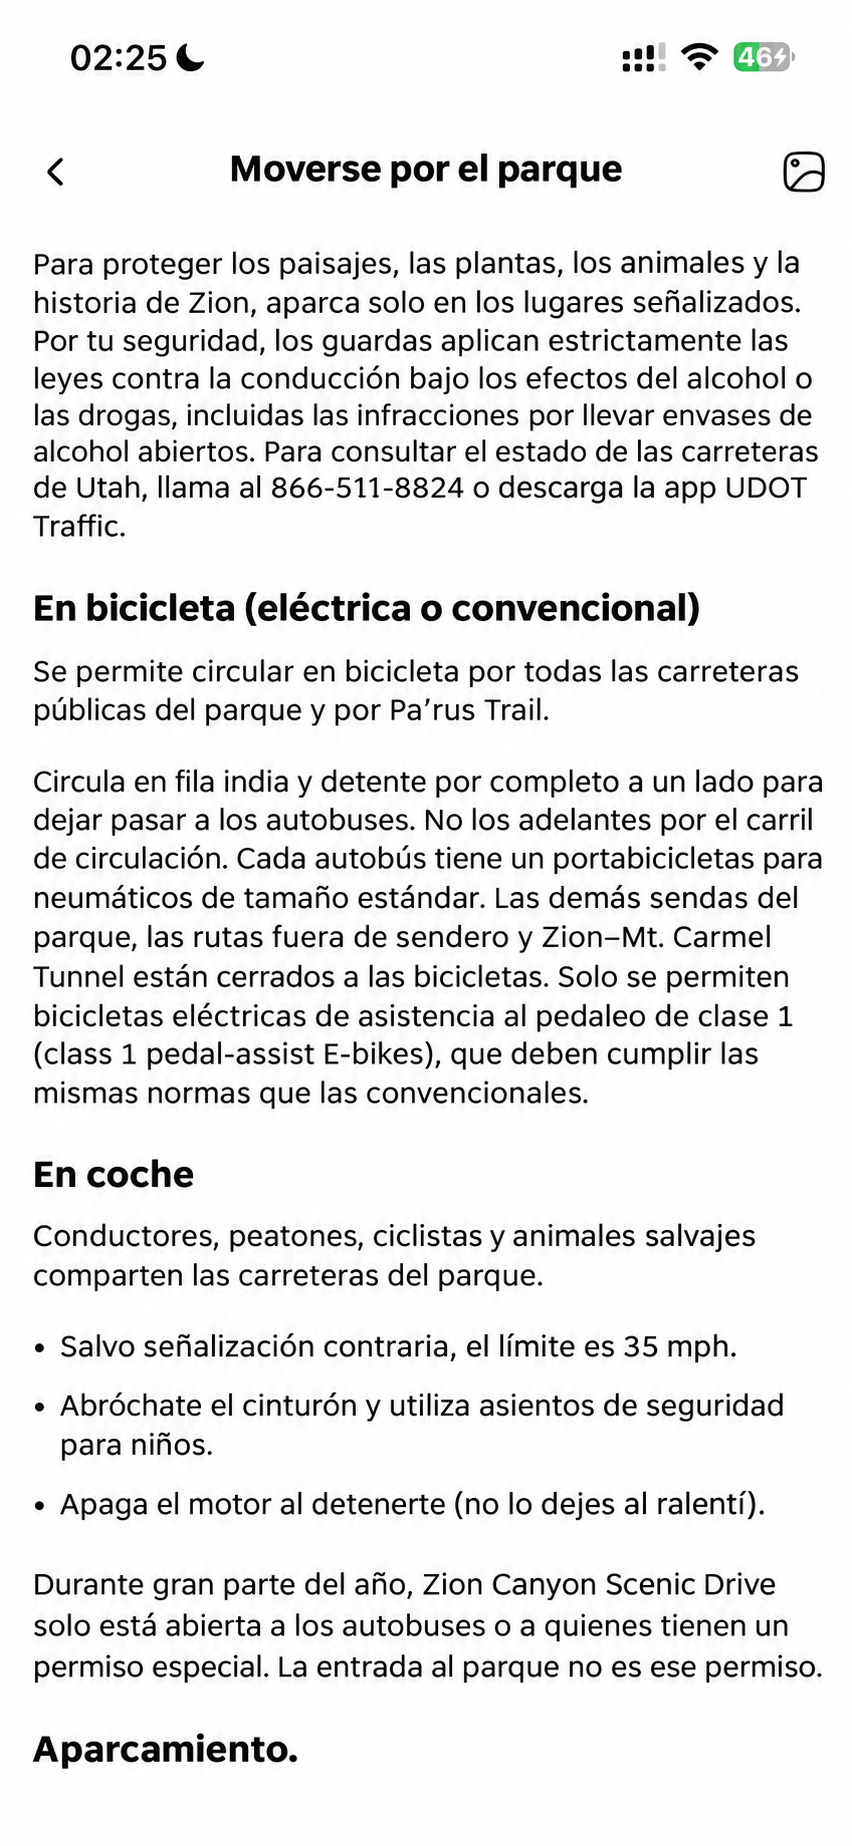 02:25
46
Moverse por el parque
Para proteger los paisajes, las plantas, los animales y la
historia de Zion, aparca solo en los lugares señalizados.
Por tu seguridad, los guardas aplican estrictamente las
leyes contra la conducción bajo los efectos del alcohol o
las drogas, incluidas las infracciones por llevar envases de
alcohol abiertos. Para consultar el estado de las carreteras
de Utah, llama al 866-511-8824 o descarga la app UDOT
Traffic.
En bicicleta (eléctrica o convencional)
Se permite circular en bicicleta por todas las carreteras
públicas del parque y por Pa’rus Trail.
Circula en fila india y detente por completo a un lado para
dejar pasar a los autobuses. No los adelantes por el carril
de circulación. Cada autobús tiene un portabicicletas para
neumáticos de tamaño estándar. Las demás sendas del
parque, las rutas fuera de sendero y Zion–Mt. Carmel
Tunnel están cerrados a las bicicletas. Solo se permiten
bicicletas eléctricas de asistencia al pedaleo de clase 1
(class 1 pedal-assist E-bikes), que deben cumplir las
mismas normas que las convencionales.
En coche
Conductores, peatones, ciclistas y animales salvajes
comparten las carreteras del parque.
• Salvo señalización contraria, el límite es 35 mph.
• Abróchate el cinturón y utiliza asientos de seguridad
para niños.
• Apaga el motor al detenerte (no lo dejes al ralentí).
Durante gran parte del año, Zion Canyon Scenic Drive
solo está abierta a los autobuses o a quienes tienen un
permiso especial. La entrada al parque no es ese permiso.
Aparcamiento.